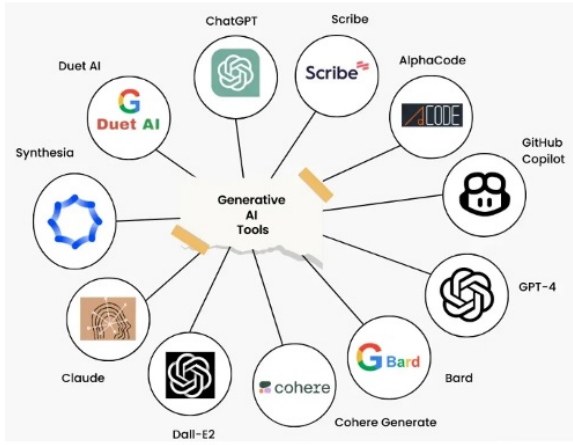 ChatGPT
Scribe
Scribe
Duet AI
G
Duet AI
AlphaCode
ACODE
GitHub
Copilot
Synthesia
Generative
AI
Tools
GPT-4
Claude
G Bard
Bard
cohere
Cohere Generate
Dall-E2